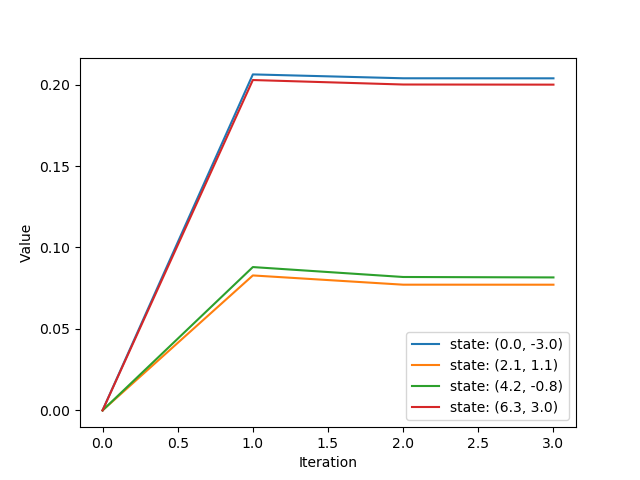 0.20
0.15
0.10
0.05
0.00
Value
0.0 0.5 1.0 1.5 2.0 2.5 3.0
Iteration
state: (0.0, -3.0)
state: (2.1, 1.1)
state: (4.2, -0.8)
state: (6.3, 3.0)